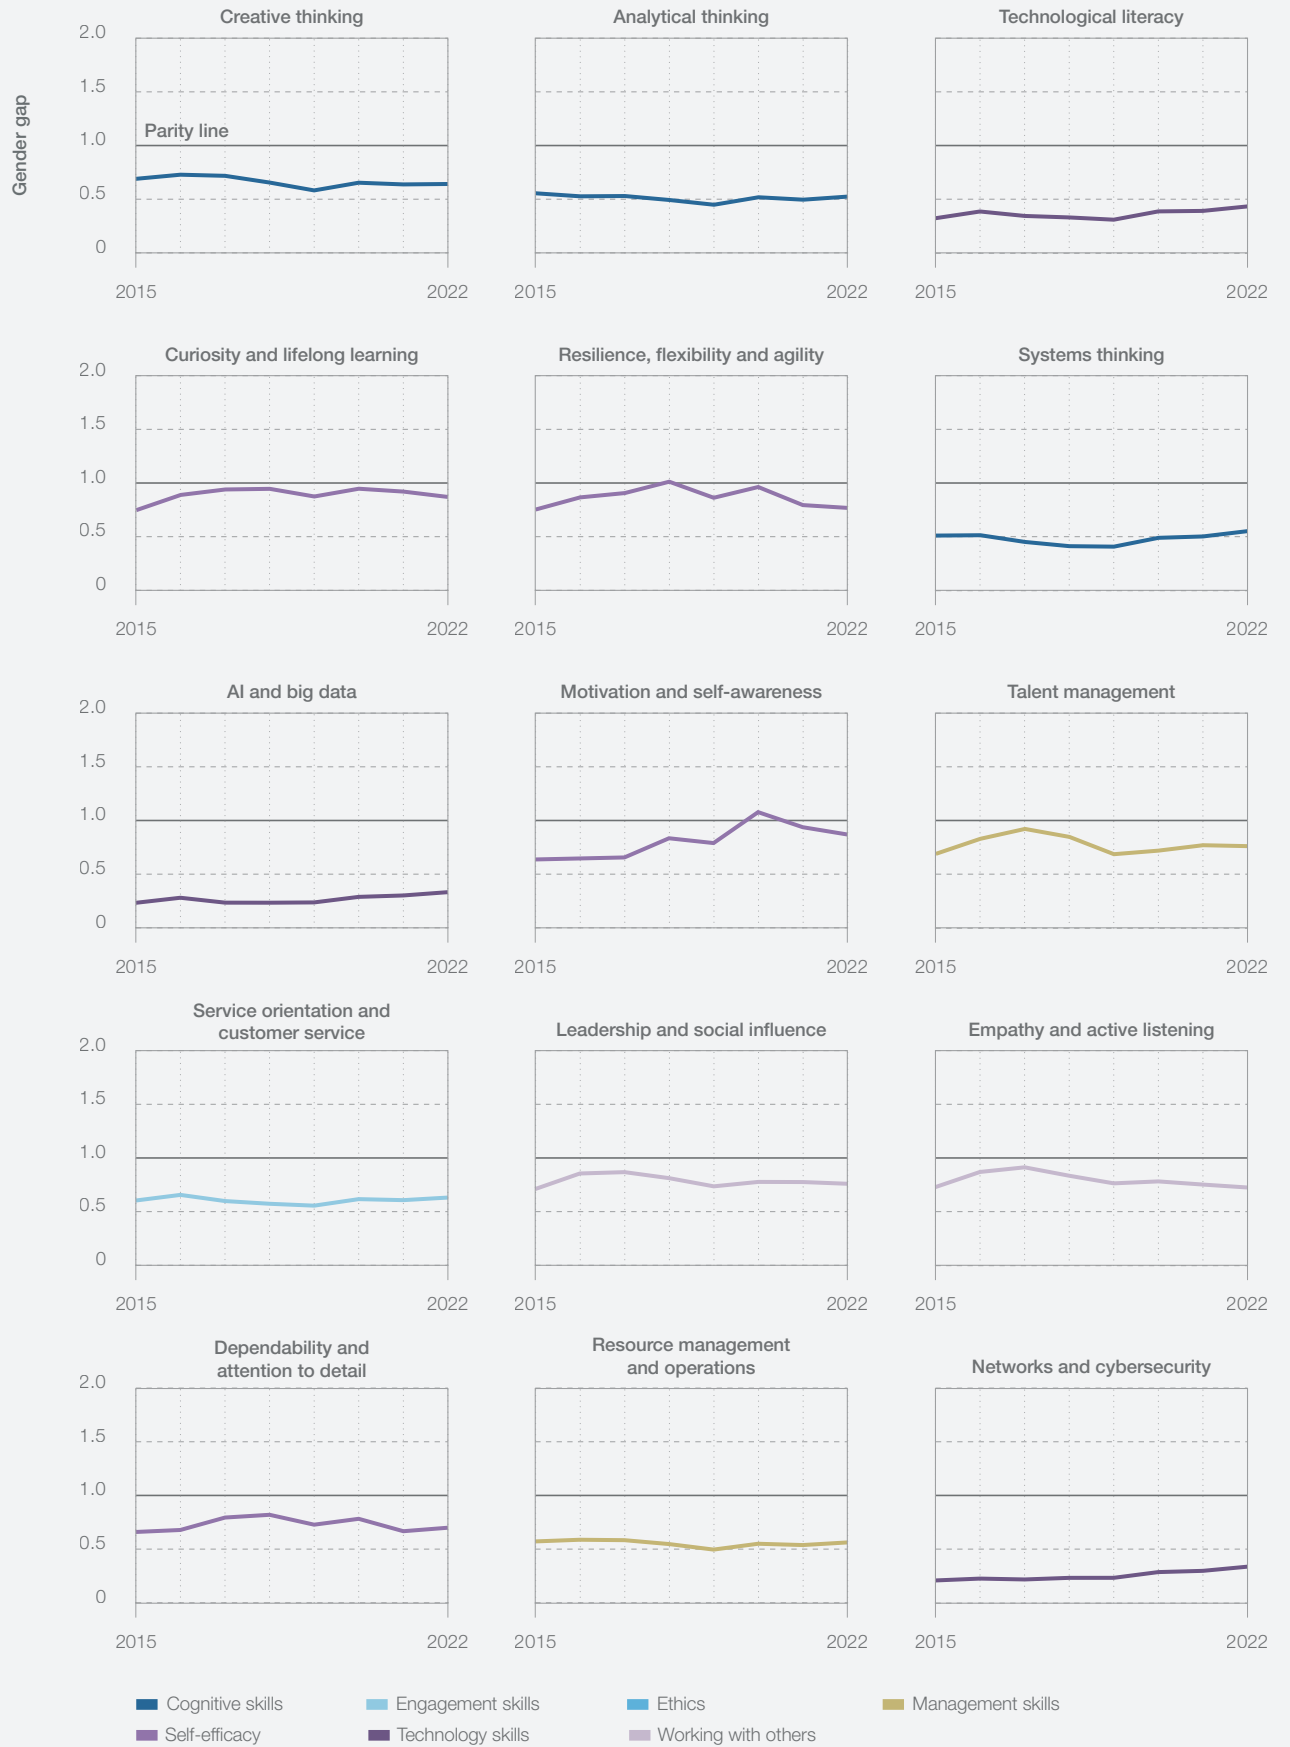 Creative thinking
Analytical thinking
Technological literacy
Gender gap
2.0
1.5
1.0
0.5
0
Parity line
2015
2022
2015
2022
2015
2022
Curiosity and lifelong learning
Resilience, flexibility and agility
Systems thinking
2.0
1.5
1.0
0.5
0
2015
2022
2015
2022
2015
2022
AI and big data
Motivation and self-awareness
Talent management
2.0
1.5
1.0
0.5
0
2015
2022
2015
2022
2015
2022
Service orientation and
customer service
Leadership and social influence
Empathy and active listening
2.0
1.5
1.0
0.5
0
2015
2022
2015
2022
2015
2022
Dependability and
attention to detail
Resource management
and operations
Networks and cybersecurity
2.0
1.5
1.0
0.5
0
2015
2022
2015
2022
2015
2022
Cognitive skills
Engagement skills
Ethics
Management skills
Self-efficacy
Technology skills
Working with others